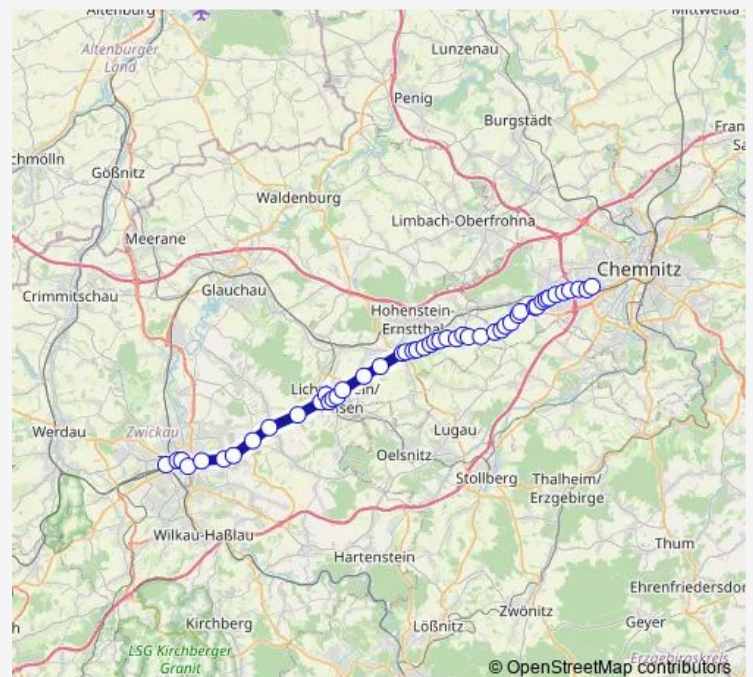 Altenburg
Mittweida
Altenburger
Land
Lunzenau
Penig
Burgstädt
chmölln
Gößnitz
Waldenburg
Limbach-Oberfrohna
Meerane
Chemnitz
Crimmitschau
Glauchau
Hohenstein-
Ernstthal
Werdau
Zwickau
Lugau
Oelsnitz
Stollberg
Thalheim/
Erzgebirge
Wilkau-Haßlau
Hartenstein
Thum
Ehrenfriedersdor
Zwönitz
Geyer
Kirchberg
Lößnitz
LSG Kirchberger
Granit
Erzgebirgskreis
© OpenStreetMap contributors